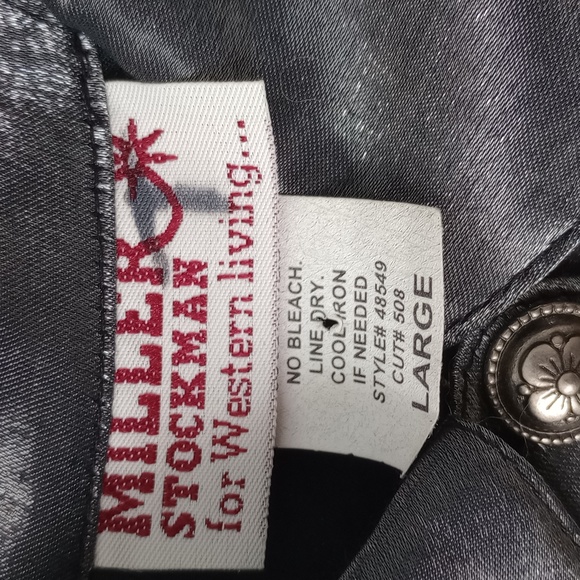 MILLER
STOCKMAN
for Western living...
NO BLEACH.
LINE DRY.
COOL IRON
IF NEEDED
STYLE# 48549
CUT# 508
LARGE